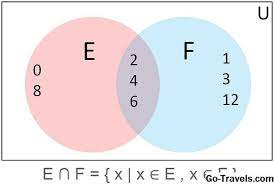 U
E F
0 2 1
8 4 3
6 12
E ∩ F = { x | x ∈ E , x ∈ F }
Go-Travels.com